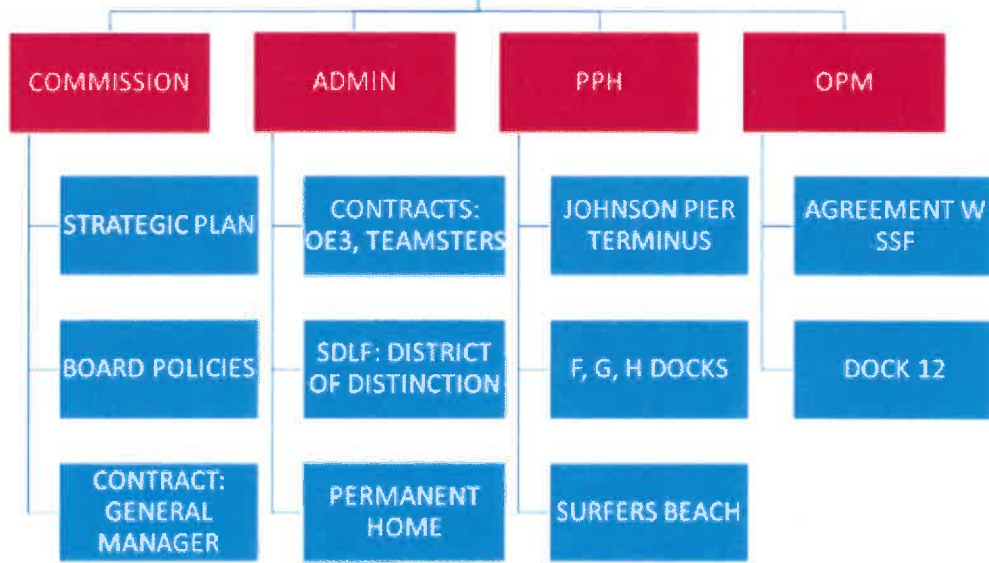 COMMISSION
STRATEGIC PLAN
BOARD POLICIES
CONTRACT:
GENERAL
MANAGER
ADMIN
CONTRACTS:
OE3, TEAMSTERS
SDLF: DISTRICT
OF DISTINCTION
PERMANENT
HOME
PPH
JOHNSON PIER
TERMINUS
F, G, H DOCKS
SURFERS BEACH
OPM
AGREEMENT W
SSF
DOCK 12